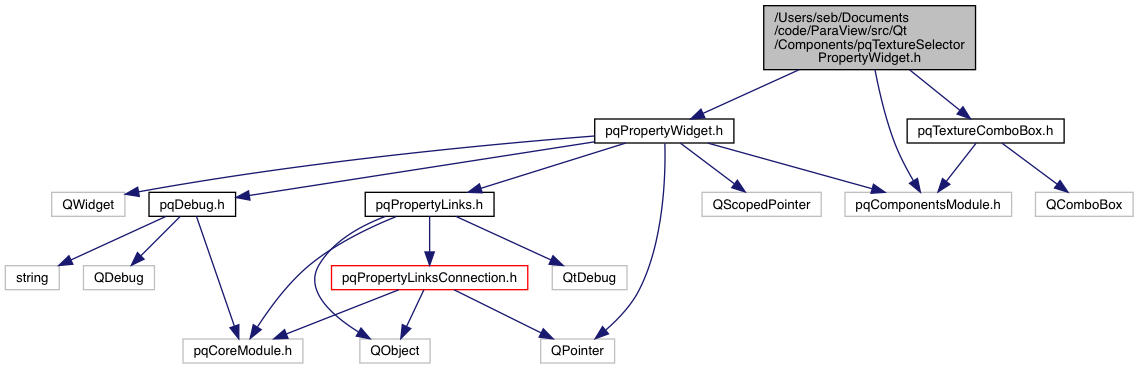 /Users/seb/Documents
/code/ParaView/src/Qt
/Components/pqTextureSelector
PropertyWidget.h
pqPropertyWidget.h
pqTextureComboBox.h
QWidget
pqDebug.h
pqPropertyLinks.h
QScopedPointer
pqComponentsModule.h
QComboBox
string
QDebug
pqPropertyLinksConnection.h
QtDebug
pqCoreModule.h
QObject
QPointer